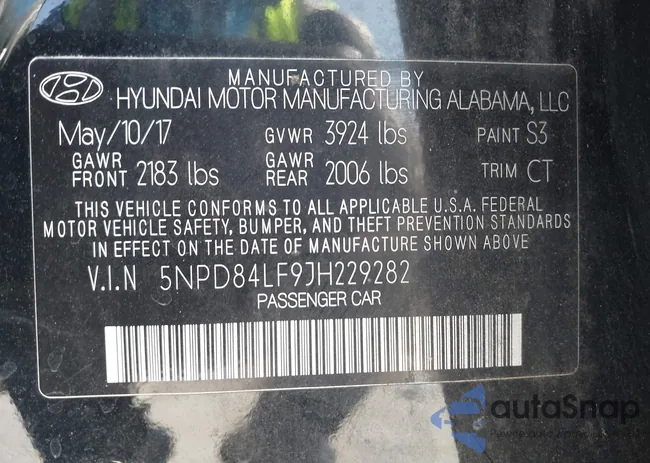 MANUFACTURED BY
HYUNDAI MOTOR MANUFACTURING ALABAMA, LLC
May/10/17 GVWR 3924 lbs PAINT S3
GAWR FRONT 2183 lbs GAWR REAR 2006 lbs TRIM CT
THIS VEHICLE CONFORMS TO ALL APPLICABLE U.S.A. FEDERAL
MOTOR VEHICLE SAFETY, BUMPER, AND THEFT PREVENTION STANDARDS
IN EFFECT ON THE DATE OF MANUFACTURE SHOWN ABOVE
V.I.N 5NPD84LF9JH229282
PASSENGER CAR
autaSnap